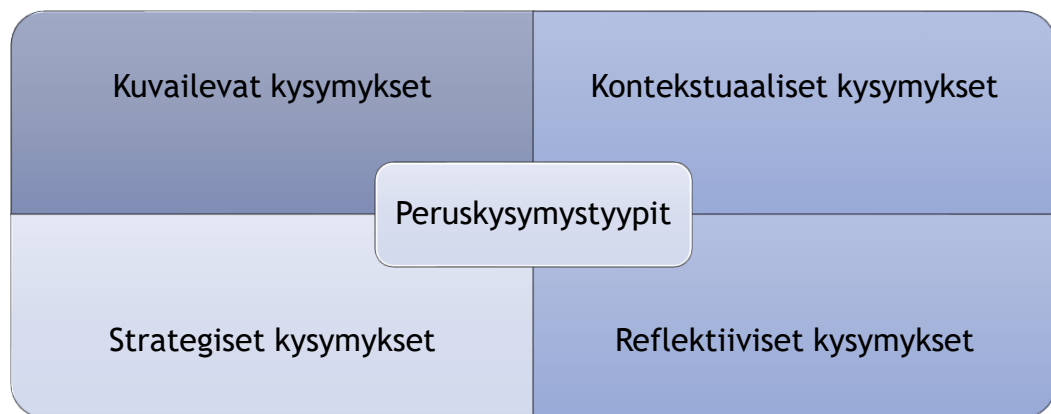 Kuvailevat kysymykset
Kontekstuaaliset kysymykset
Peruskysymystyypit
Strategiset kysymykset
Reflektiiviset kysymykset